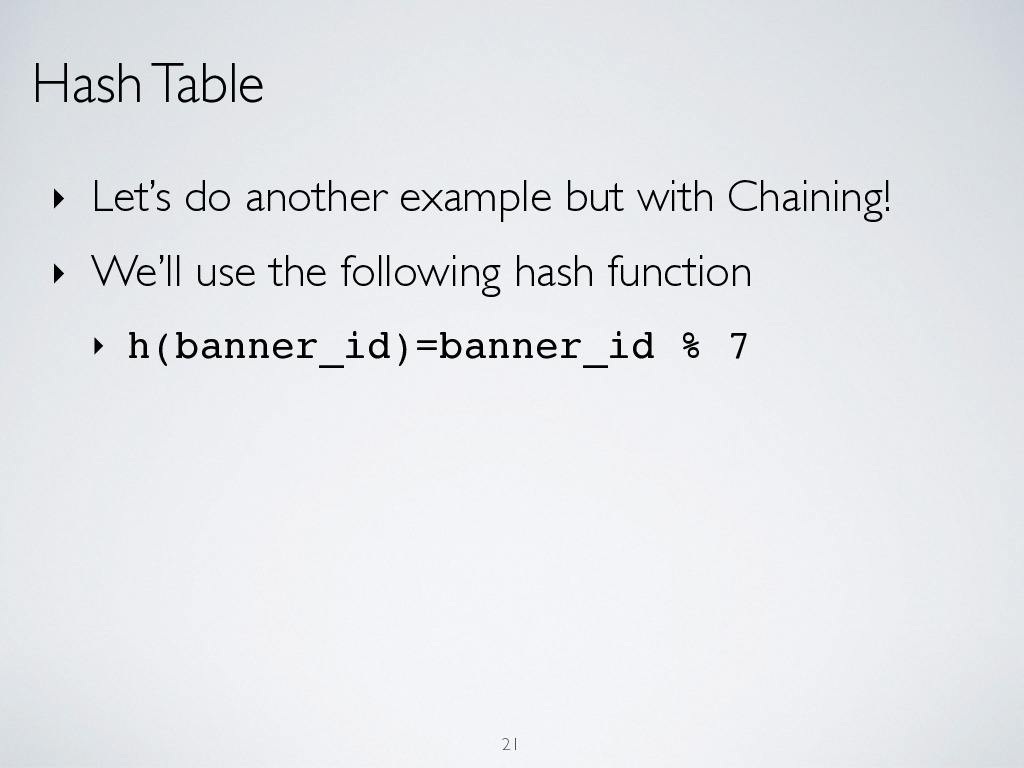 Hash Table
‣ Let’s do another example but with Chaining!
‣ We’ll use the following hash function
‣ h(banner_id)=banner_id % 7
21